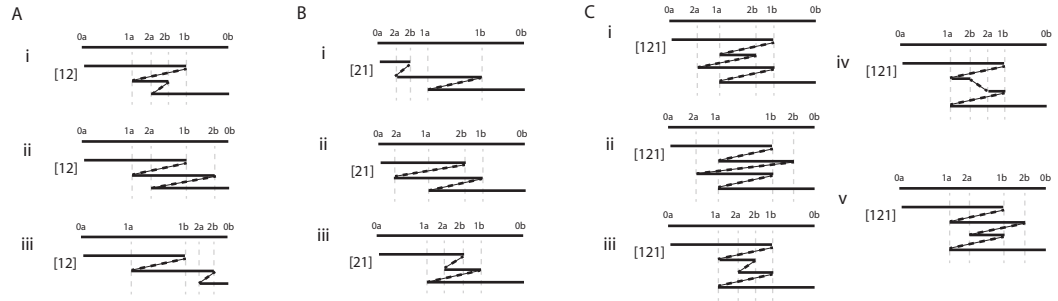 A
i
0a 1a 2a 2b 1b 0b
[12]
ii
0a 1a 2a 1b 2b 0b
[12]
iii
0a 1a 1b 2a 2b 0b
[12]
B
i
0a 2a 2b 1a 1b 0b
[21]
ii
0a 2a 1a 2b 1b 0b
[21]
iii
0a 1a 2a 2b 1b 0b
[21]
C
i
0a 2a 1a 2b 1b 0b
[121]
ii
0a 2a 1a 1b 2b 0b
[121]
iii
0a 1a 2a 2b 1b 0b
[121]
iv
0a 1a 2b 2a 1b 0b
[121]
v
0a 1a 2a 1b 2b 0b
[121]